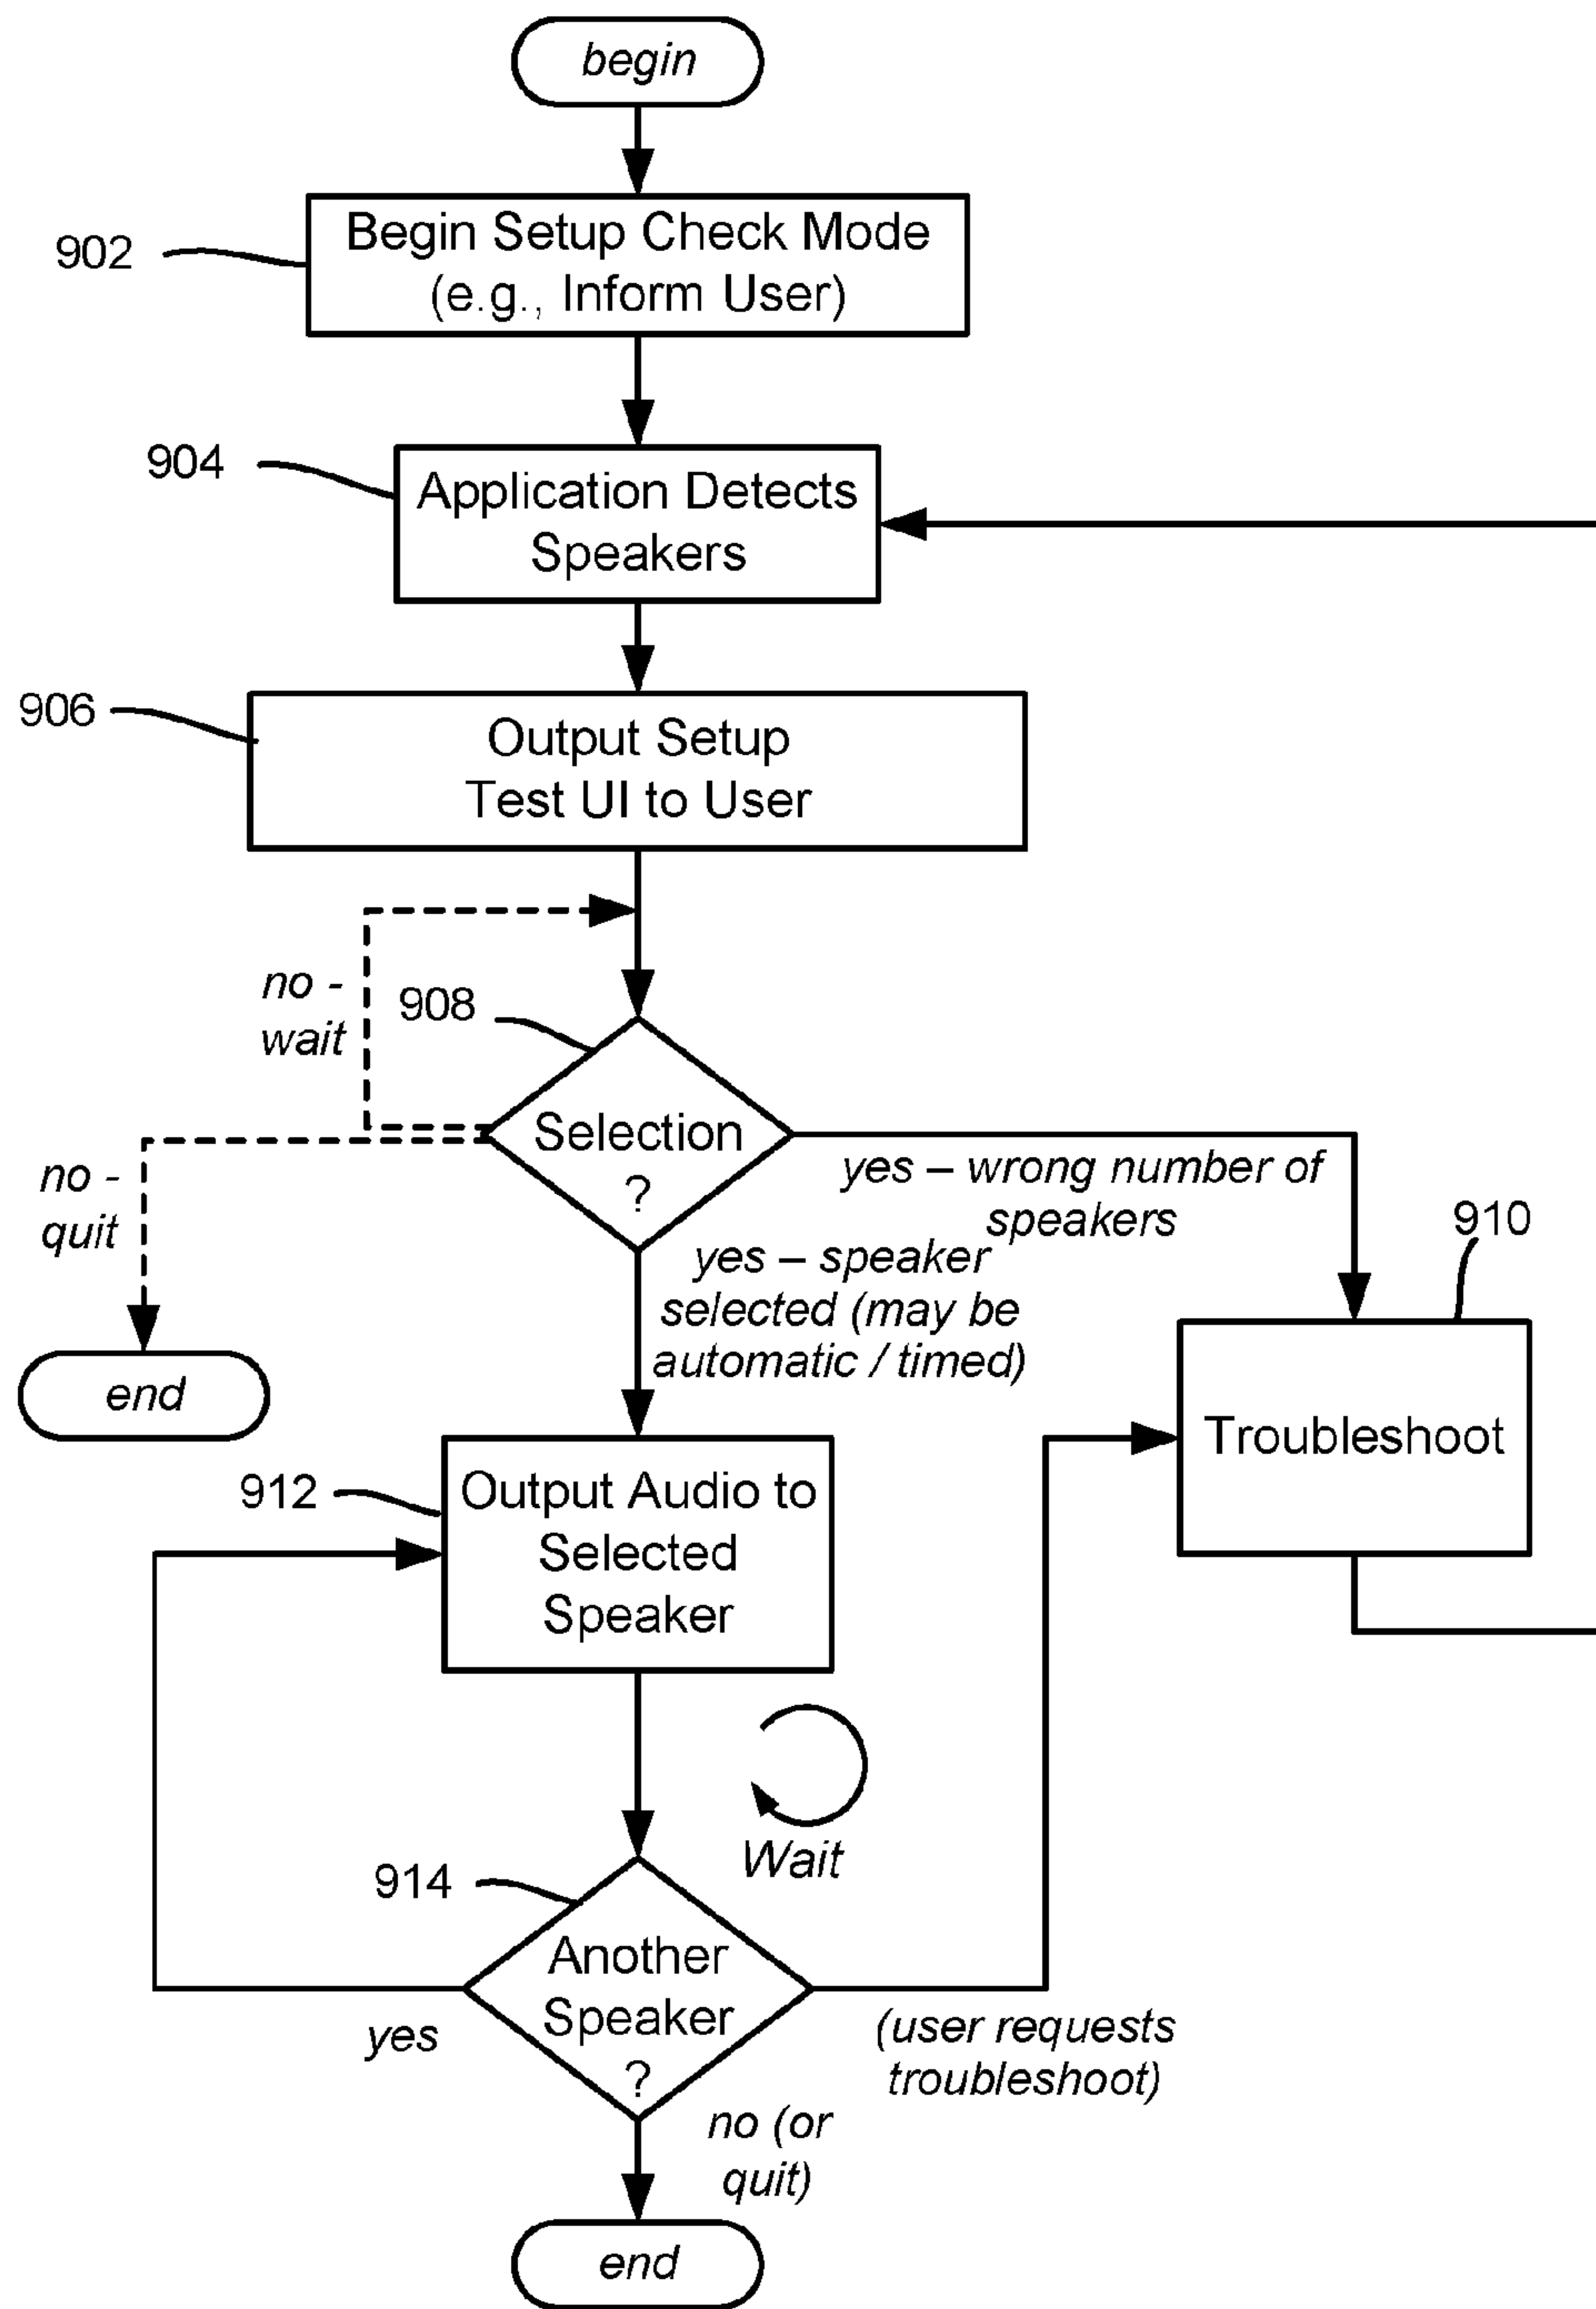 begin
902
Begin Setup Check Mode
(e.g., Inform User)
904
Application Detects
Speakers
906
Output Setup
Test UI to User
no -
wait
908
Selection
?
no -
quit
yes – wrong number of
speakers
910
yes – speaker
selected (may be
automatic / timed)
end
Troubleshoot
912
Output Audio to
Selected
Speaker
Wait
914
Another
Speaker
?
yes
(user requests
troubleshoot)
no (or
quit)
end